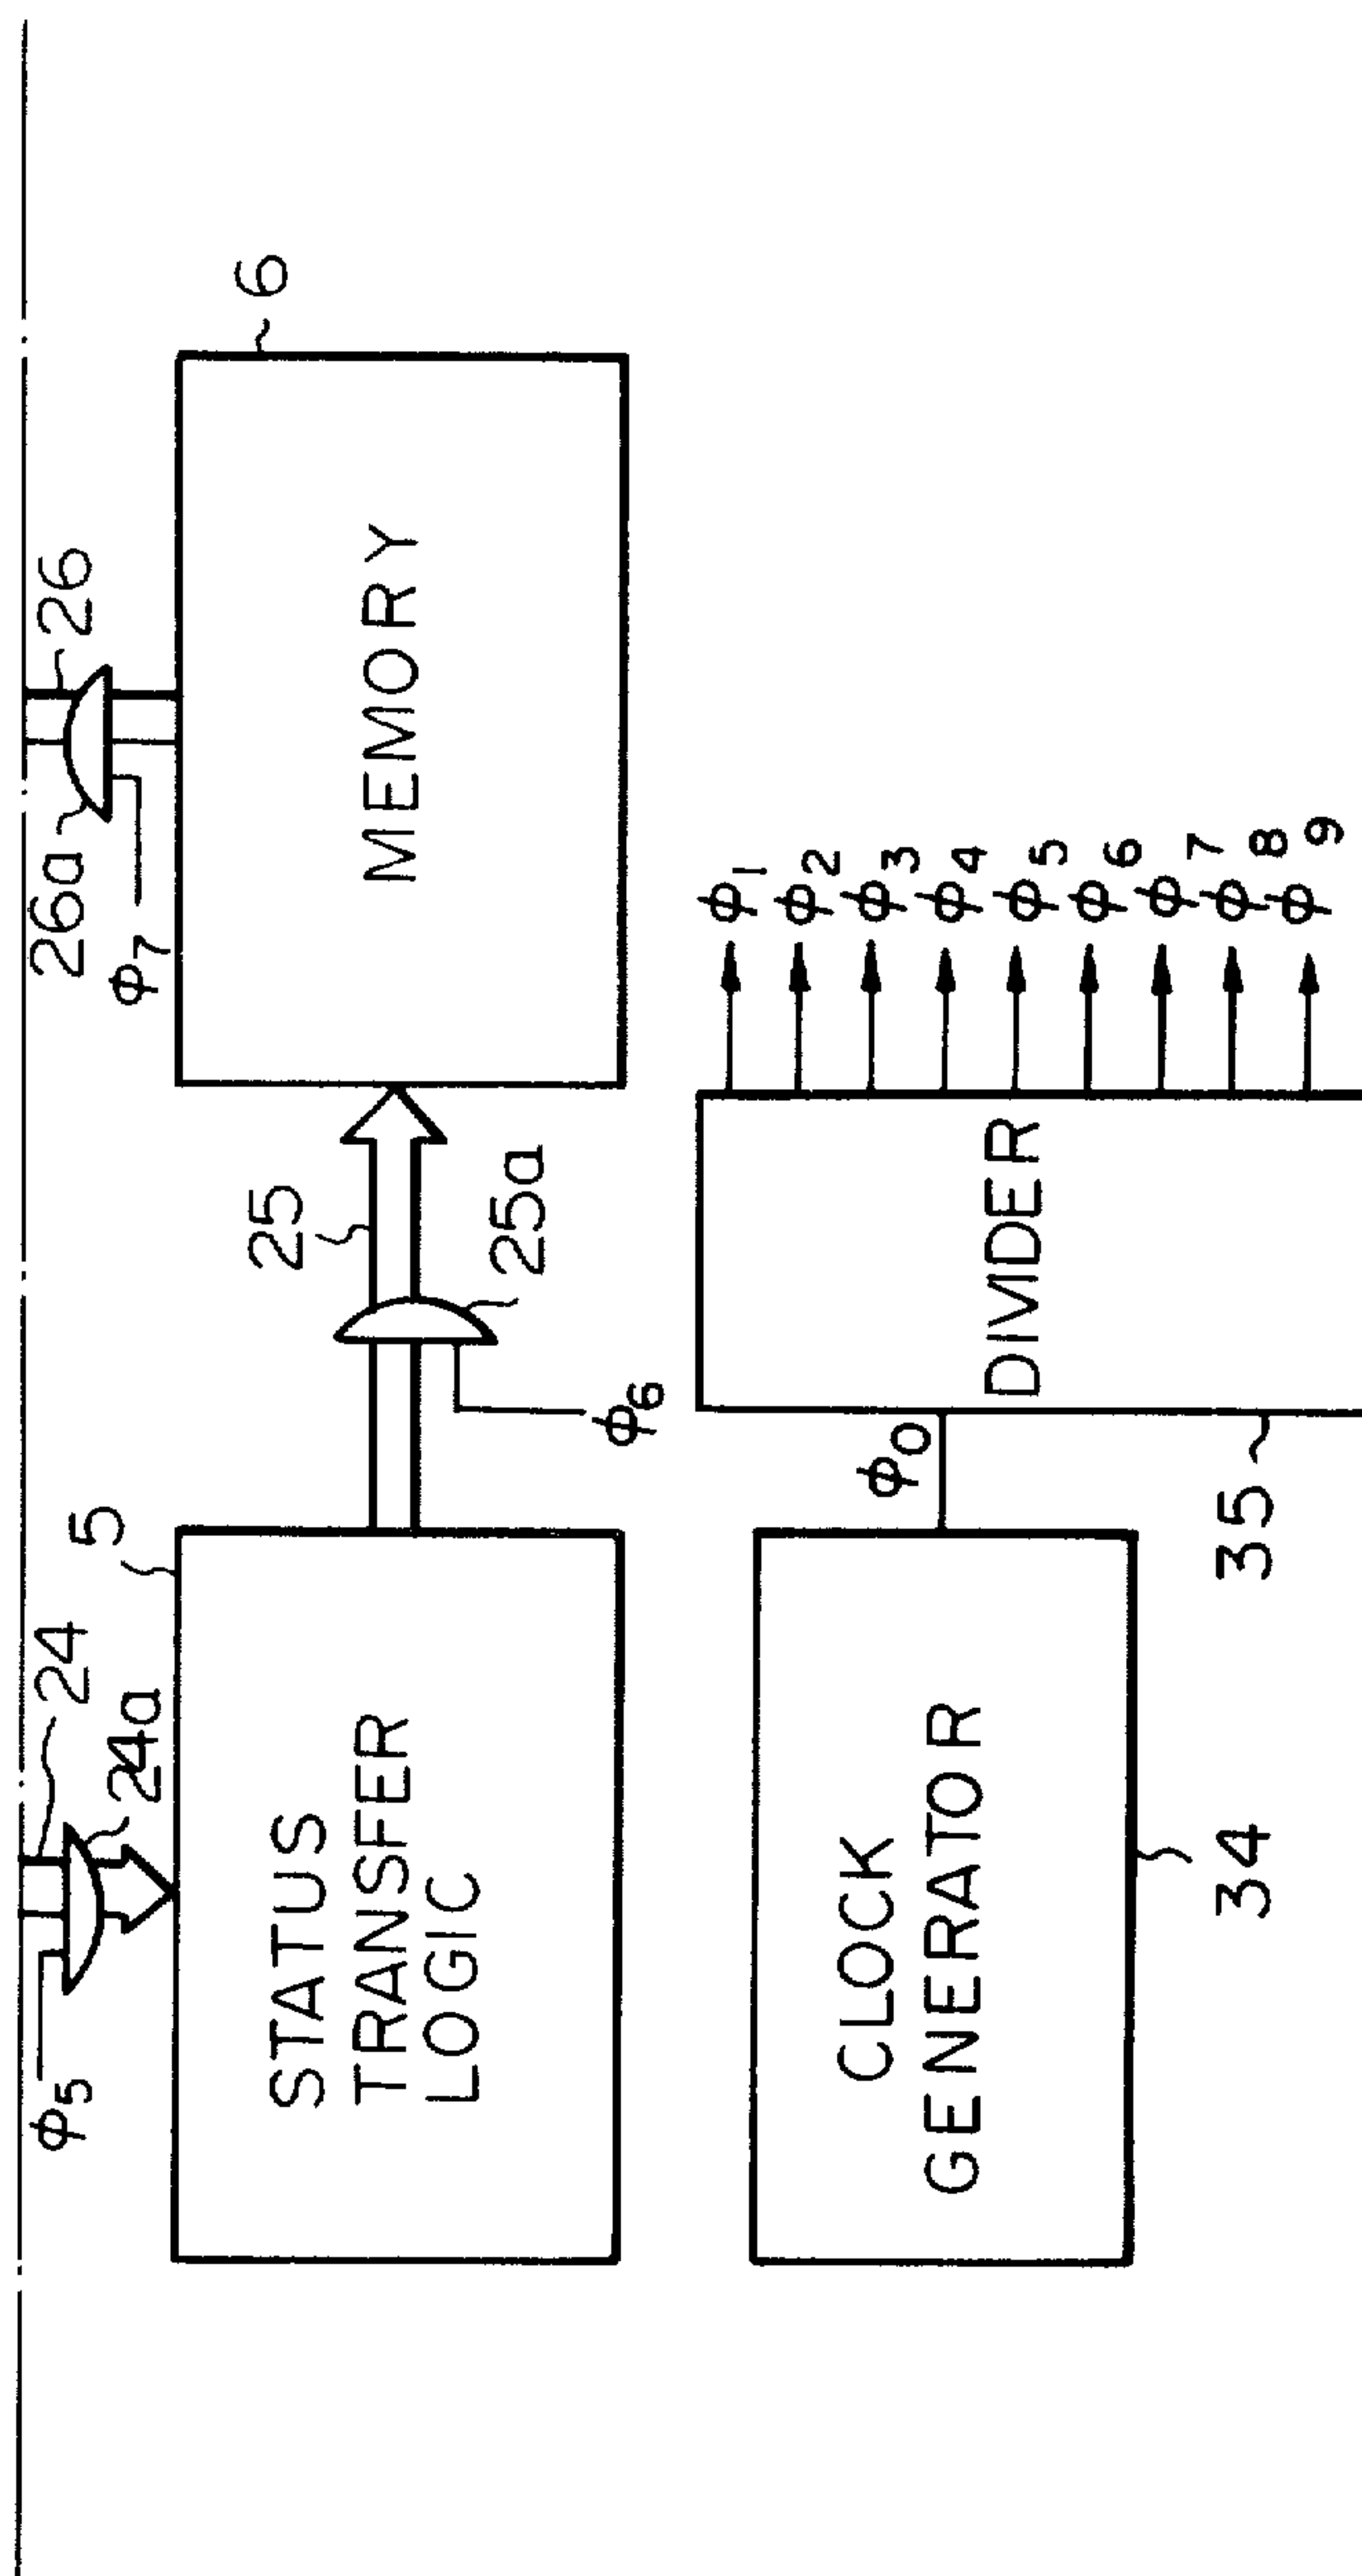 φ5
24
24a
5
STATUS
TRANSFER
LOGIC
25
25a
φ6
26
26a
φ7
6
MEMORY
CLOCK
GENERATOR
34
φ0
35
DIVIDER
φ1
φ2
φ3
φ4
φ5
φ6
φ7
φ8
φ9